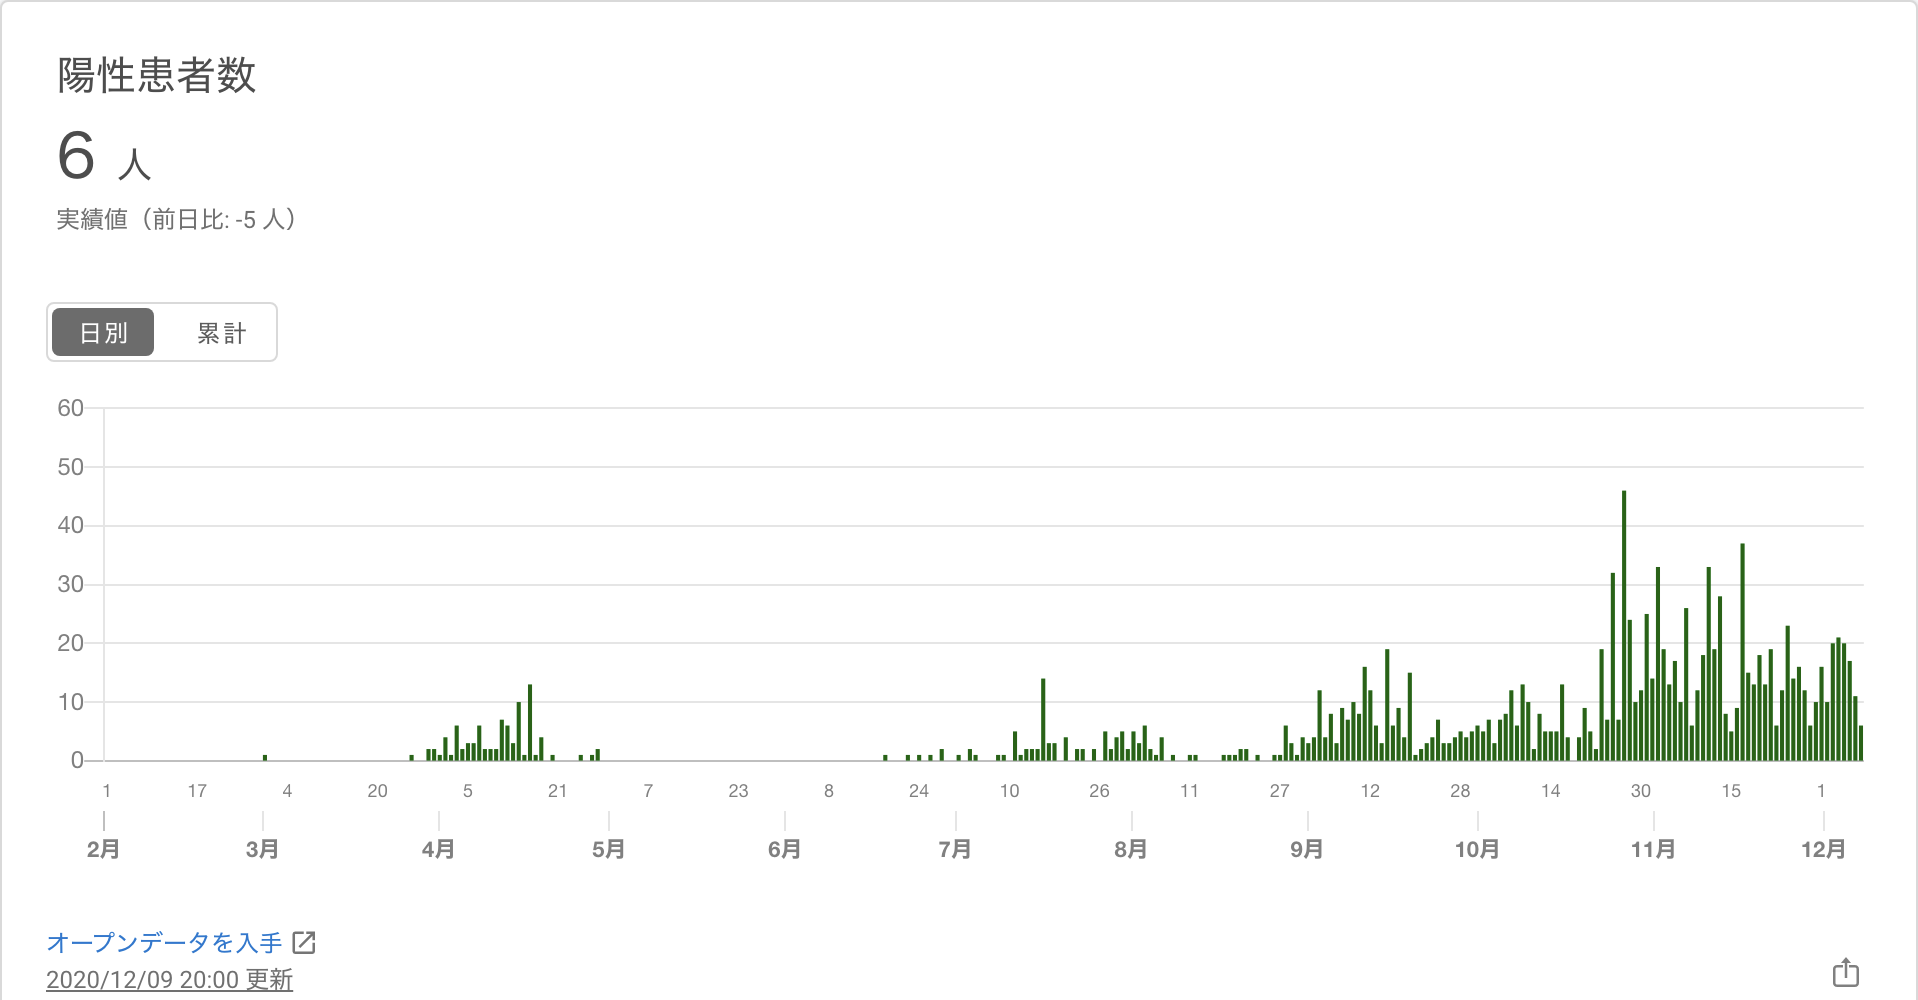 陽性患者数
6 人
実績値（前日比: -5 人）
日別 累計
60
50
40
30
20
10
0
1 17 4 20 5 21 7 23 8 24 10 26 11 27 12 28 14 30 15 1
2月 3月 4月 5月 6月 7月 8月 9月 10月 11月 12月
オープンデータを入手
2020/12/09 20:00 更新